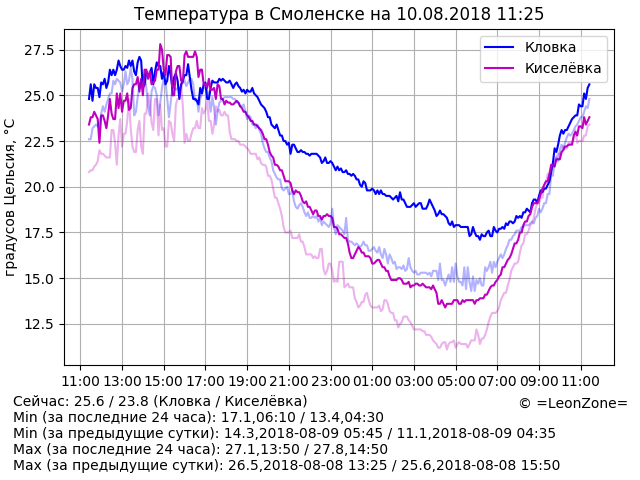 Температура в Смоленске на 10.08.2018 11:25
Кловка
Киселёвка
градусов Цельсия, °C
27.5
25.0
22.5
20.0
17.5
15.0
12.5
11:00 13:00 15:00 17:00 19:00 21:00 23:00 01:00 03:00 05:00 07:00 09:00 11:00
Сейчас: 25.6 / 23.8 (Кловка / Киселёвка)
© =LeonZone=
Min (за последние 24 часа): 17.1,06:10 / 13.4,04:30
Min (за предыдущие сутки): 14.3,2018-08-09 05:45 / 11.1,2018-08-09 04:35
Max (за последние 24 часа): 27.1,13:50 / 27.8,14:50
Max (за предыдущие сутки): 26.5,2018-08-08 13:25 / 25.6,2018-08-08 15:50